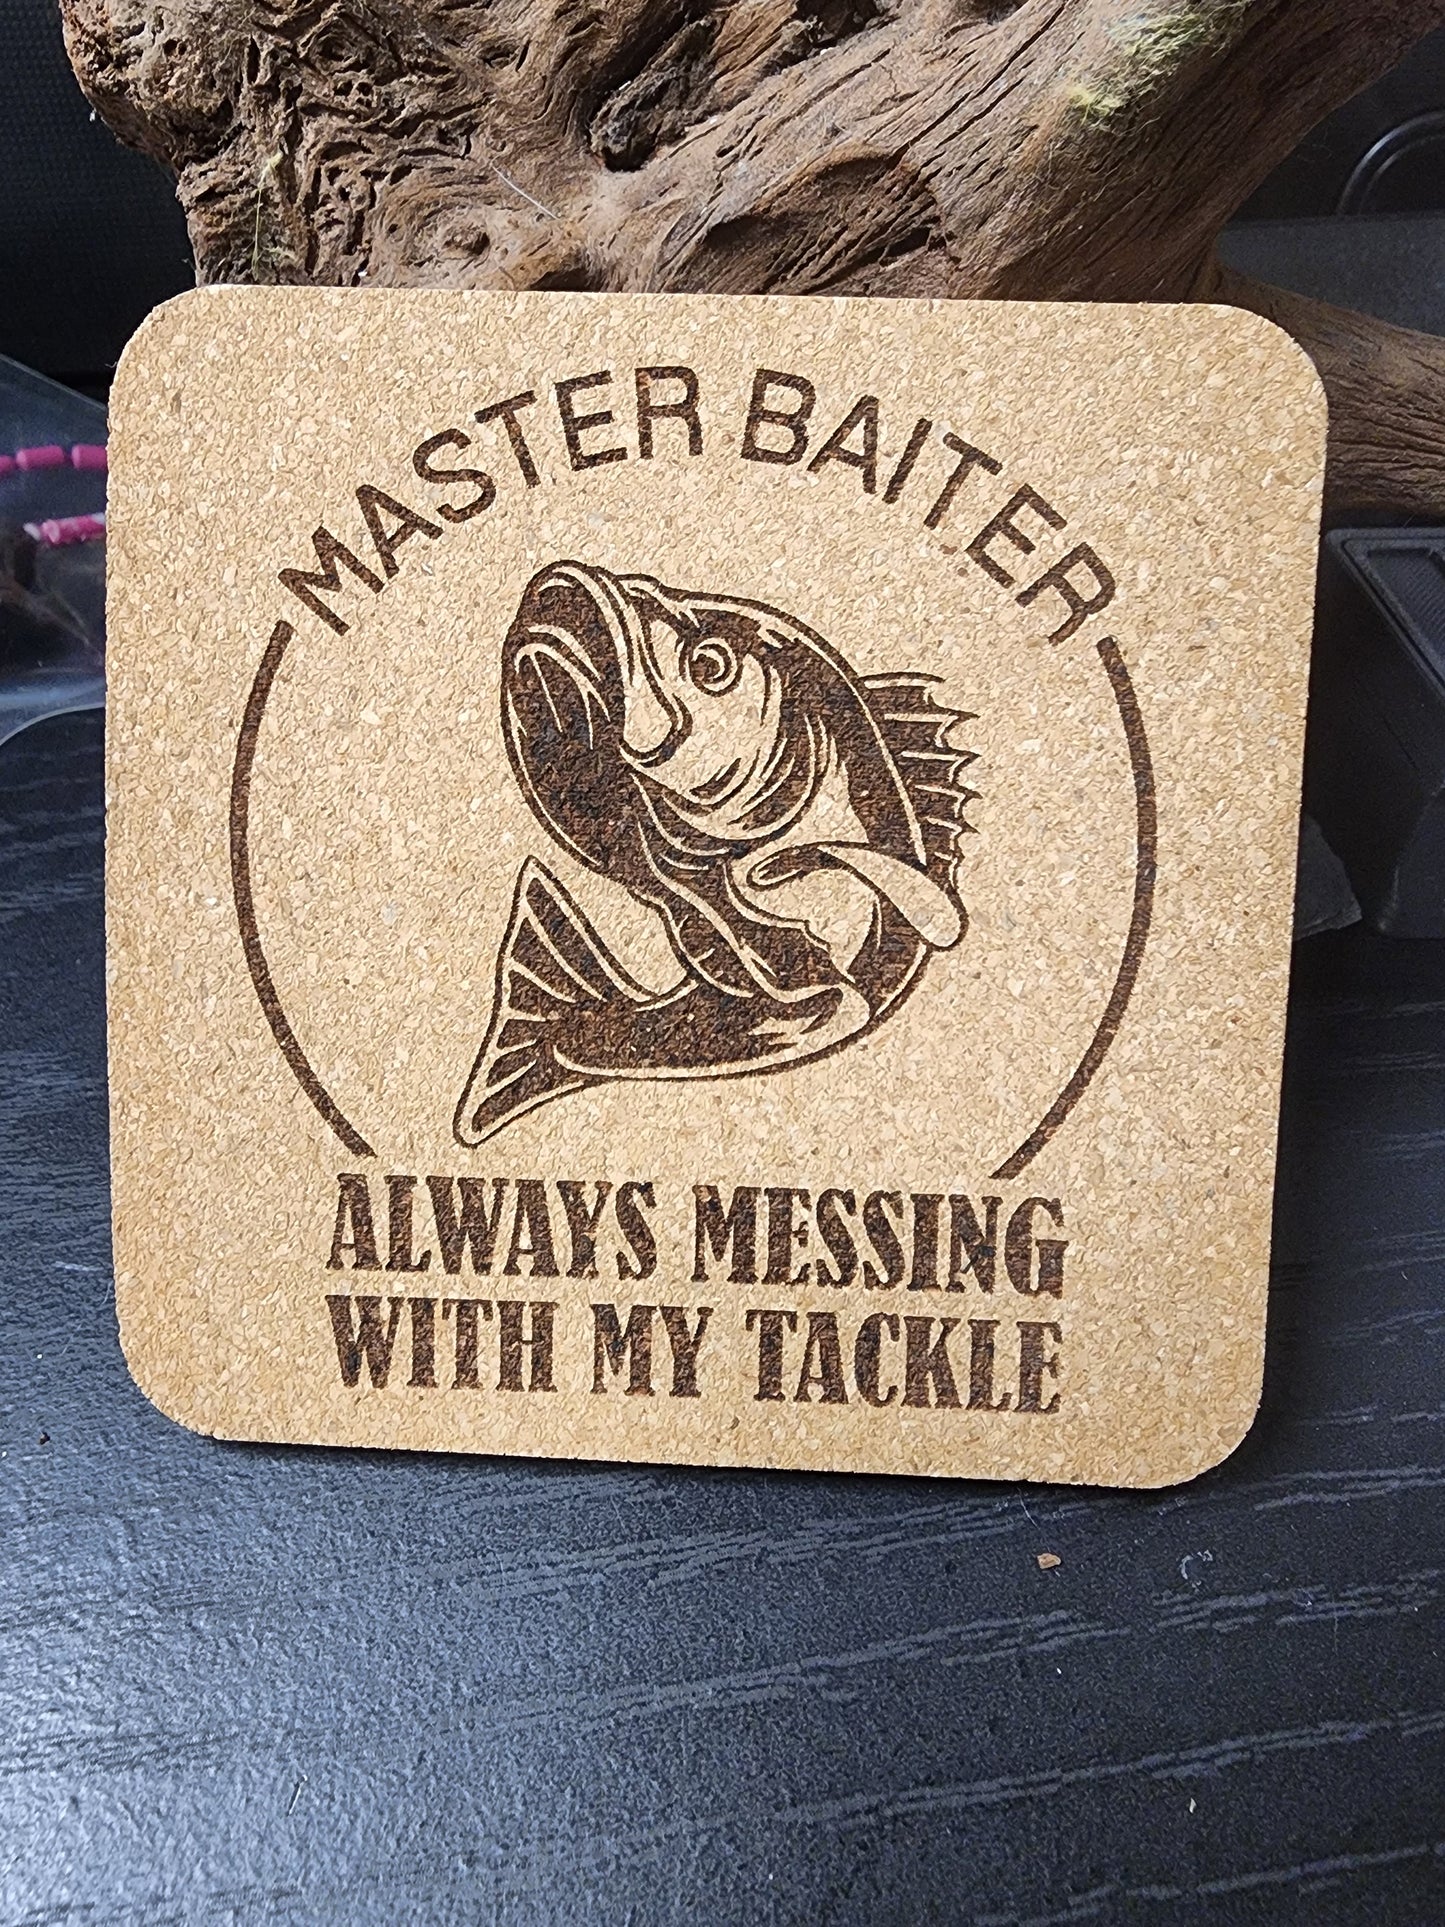 MASTER BAITER
ALWAYS MESSING
WITH MY TACKLE